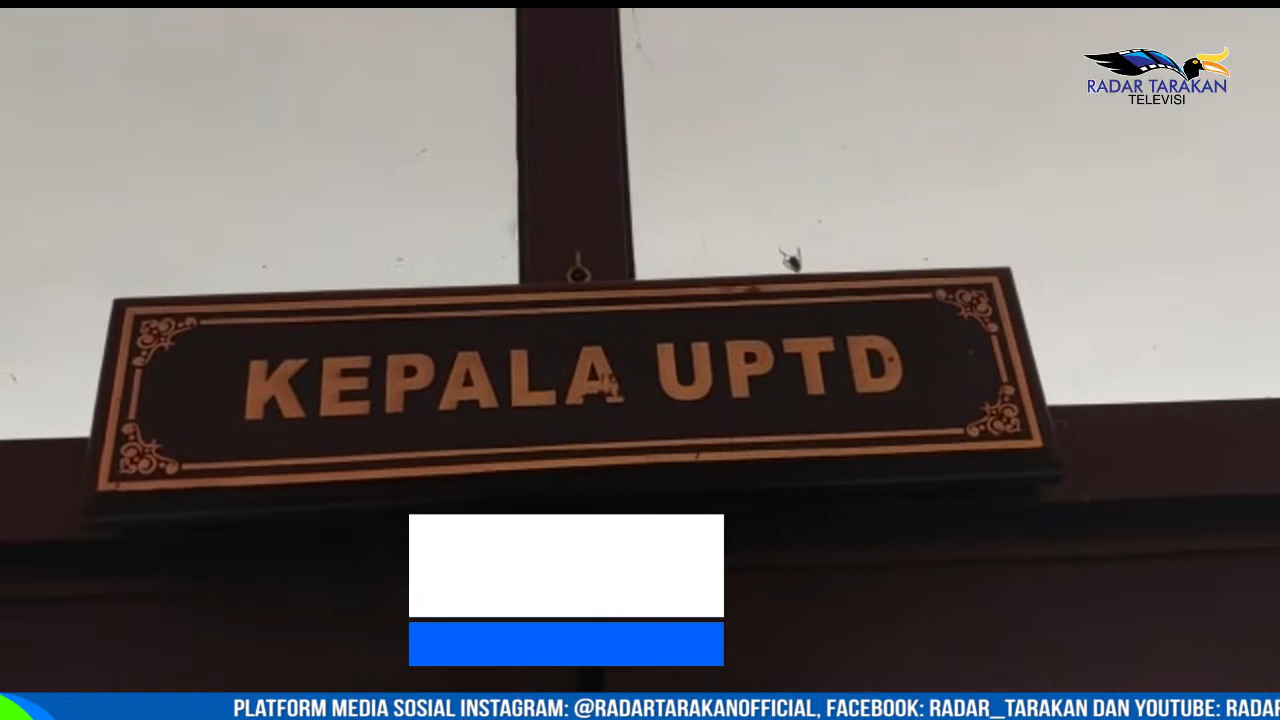 RADAR TARAKAN
TELEVISI
KEPALA UPTD
PLATFORM MEDIA SOSIAL INSTAGRAM: @RADARTARAKANOFFICIAL, FACEBOOK: RADAR_TARAKAN DAN YOUTUBE: RADAR